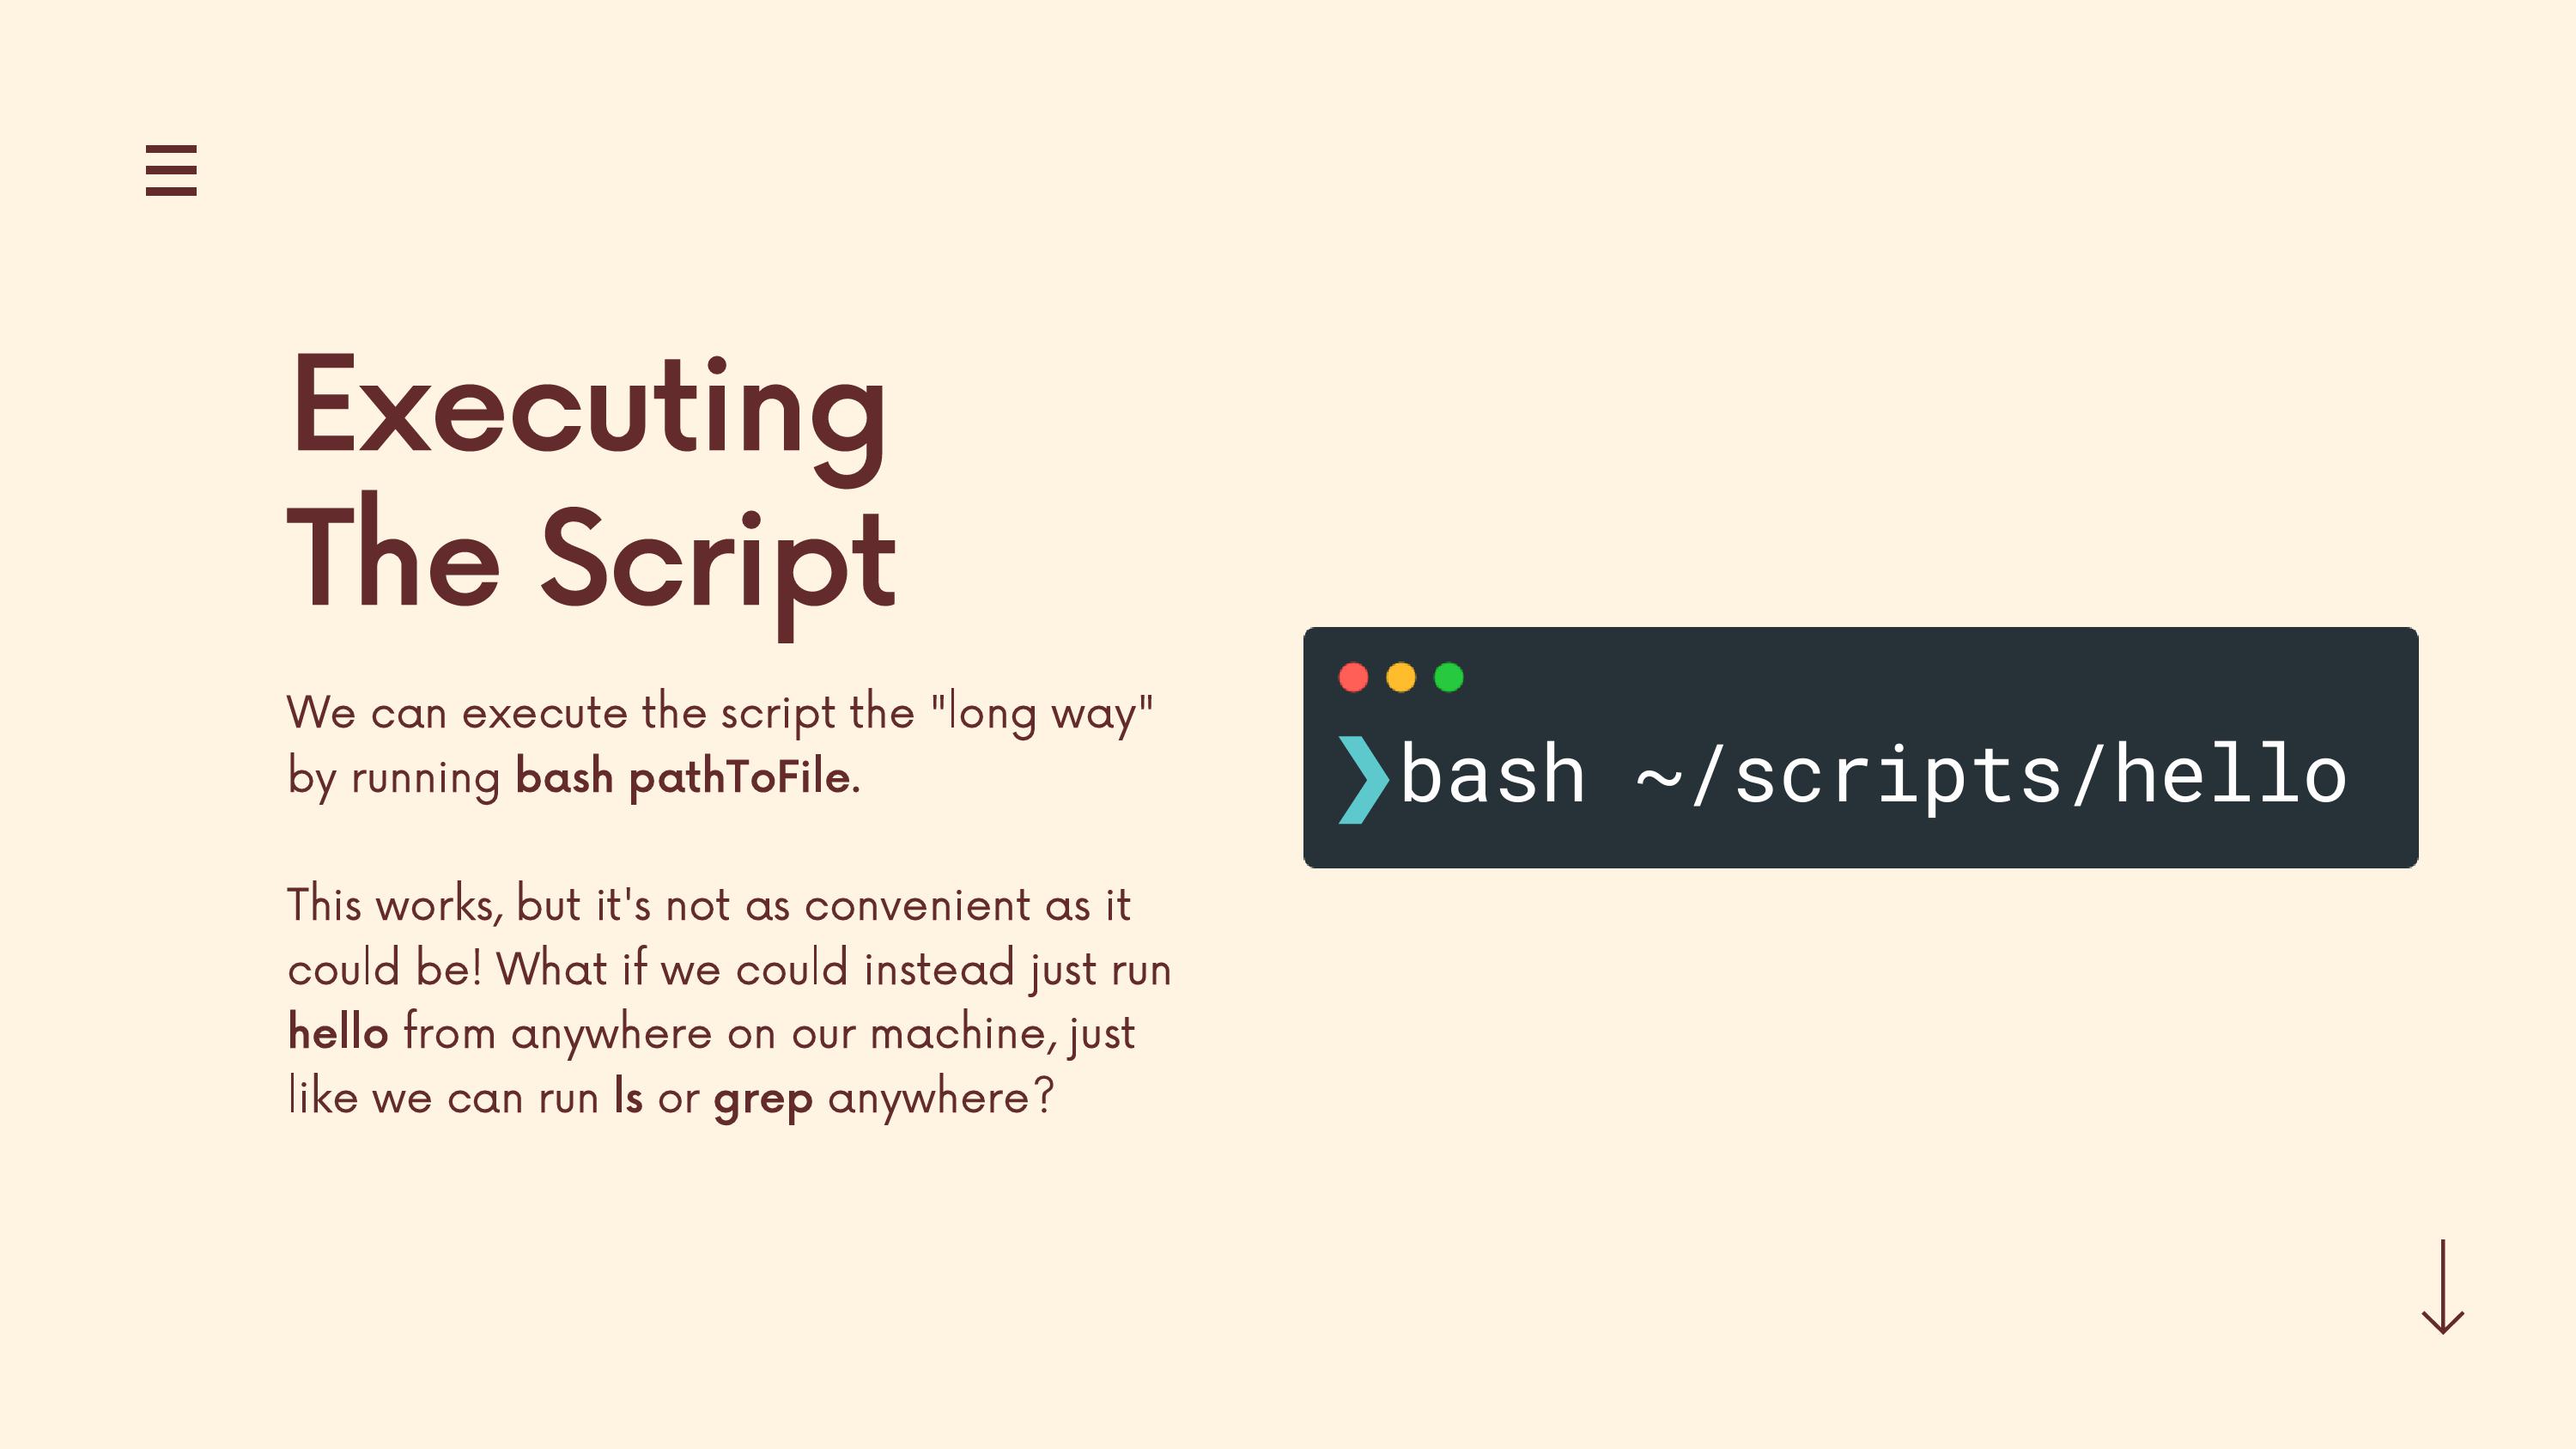 Executing
The Script
We can execute the script the "long way"
by running bash pathToFile.
This works, but it's not as convenient as it
could be! What if we could instead just run
hello from anywhere on our machine, just
like we can run ls or grep anywhere?
❯bash ~/scripts/hello